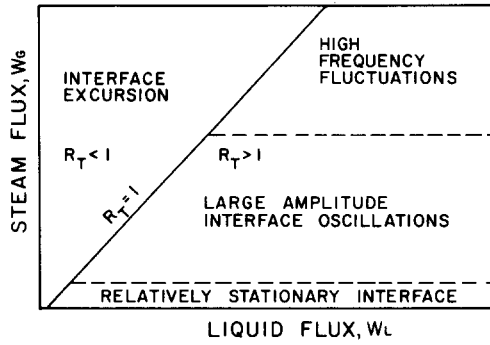 HIGH
FREQUENCY
FLUCTUATIONS
INTERFACE
EXCURSION
STEAM FLUX, WG
RT < 1
RT > 1
RT = 1
LARGE AMPLITUDE
INTERFACE OSCILLATIONS
RELATIVELY STATIONARY INTERFACE
LIQUID FLUX, WL